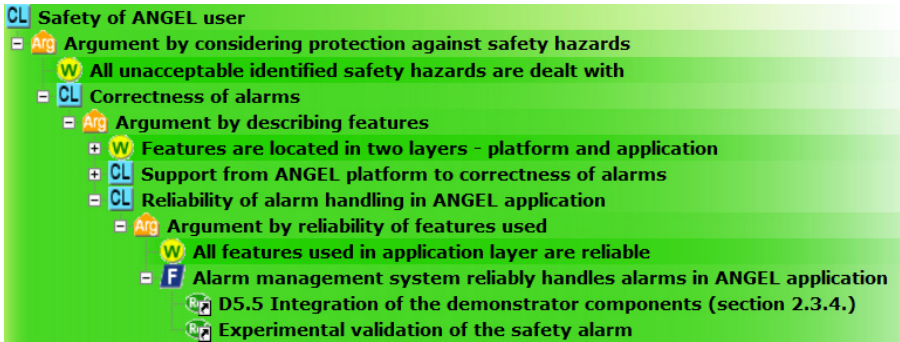 CL Safety of ANGEL user
Arg Argument by considering protection against safety hazards
W All unacceptable identified safety hazards are dealt with
CL Correctness of alarms
Arg Argument by describing features
W Features are located in two layers - platform and application
CL Support from ANGEL platform to correctness of alarms
CL Reliability of alarm handling in ANGEL application
Arg Argument by reliability of features used
W All features used in application layer are reliable
F Alarm management system reliably handles alarms in ANGEL application
D5.5 Integration of the demonstrator components (section 2.3.4.)
Experimental validation of the safety alarm